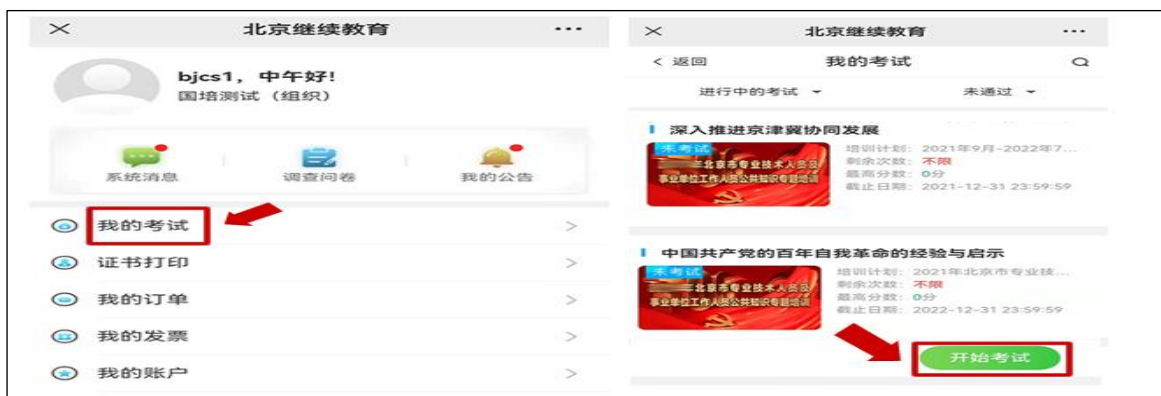 北京继续教育
bjcs1，中午好!
国培测试（组织）
系统消息
调查问卷
我的公告
我的考试
证书打印
我的订单
我的发票
我的账户
北京继续教育
< 返回
我的考试
进行中的考试
未通过
深入推进京津冀协同发展
未考试
年北京市专业技术人员及
事业单位工作人员公共知识专题培训
培训计划：2021年9月-2022年7...
剩余次数：不限
最高分数：0分
截止日期：2021-12-31 23:59:59
中国共产党的百年自我革命的经验与启示
未考试
年北京市专业技术人员及
事业单位工作人员公共知识专题培训
培训计划：2021年北京市专业技...
剩余次数：不限
最高分数：0分
截止日期：2022-12-31 23:59:59
开始考试